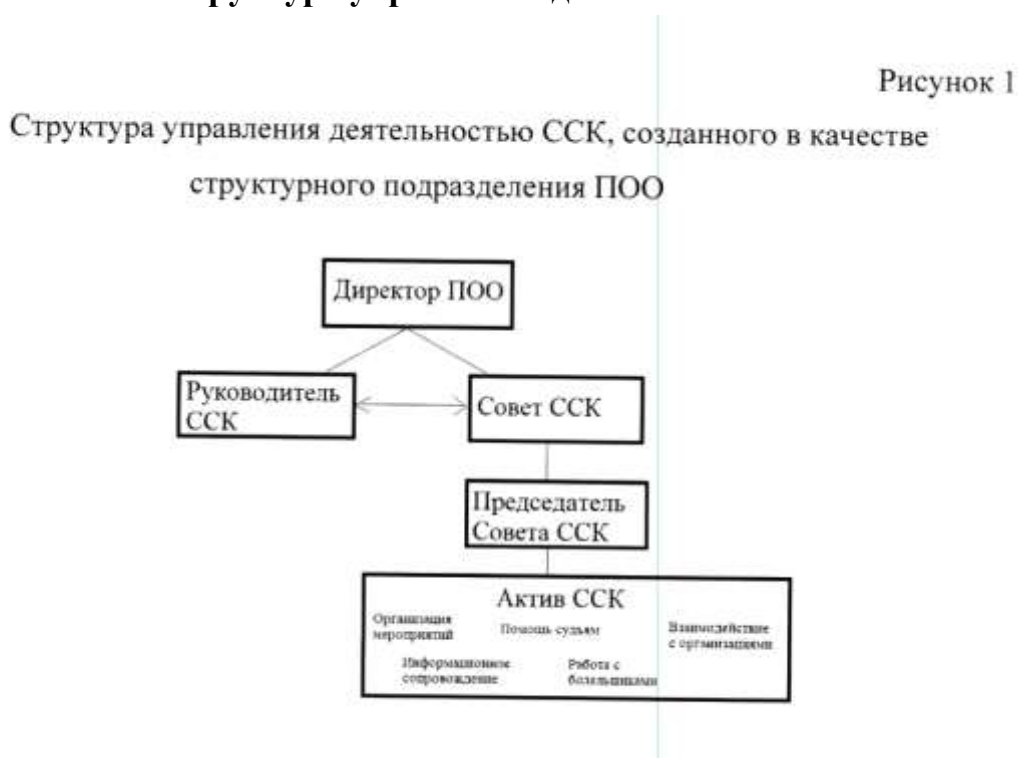 Рисунок 1
Структура управления деятельностью ССК, созданного в качестве
структурного подразделения ПОО
Директор ПОО
Руководитель
ССК
Совет ССК
Председатель
Совета ССК
Актив ССК
Организация
мероприятий
Помощь судьям
Взаимодействие
с организациями
Информационное
сопровождение
Работа с
болельщиками